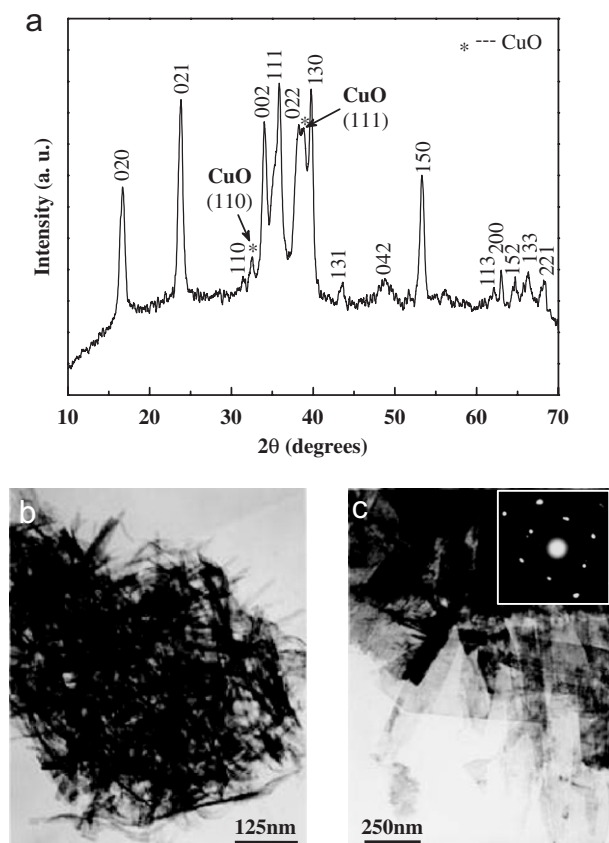 a
* --- CuO
020
021
002
111
022
130
CuO
(111)
*
CuO
(110)
*
110
131
042
150
113
200
152
133
221
Intensity (a. u.)
10 20 30 40 50 60 70
2θ (degrees)
b
125nm
c
250nm